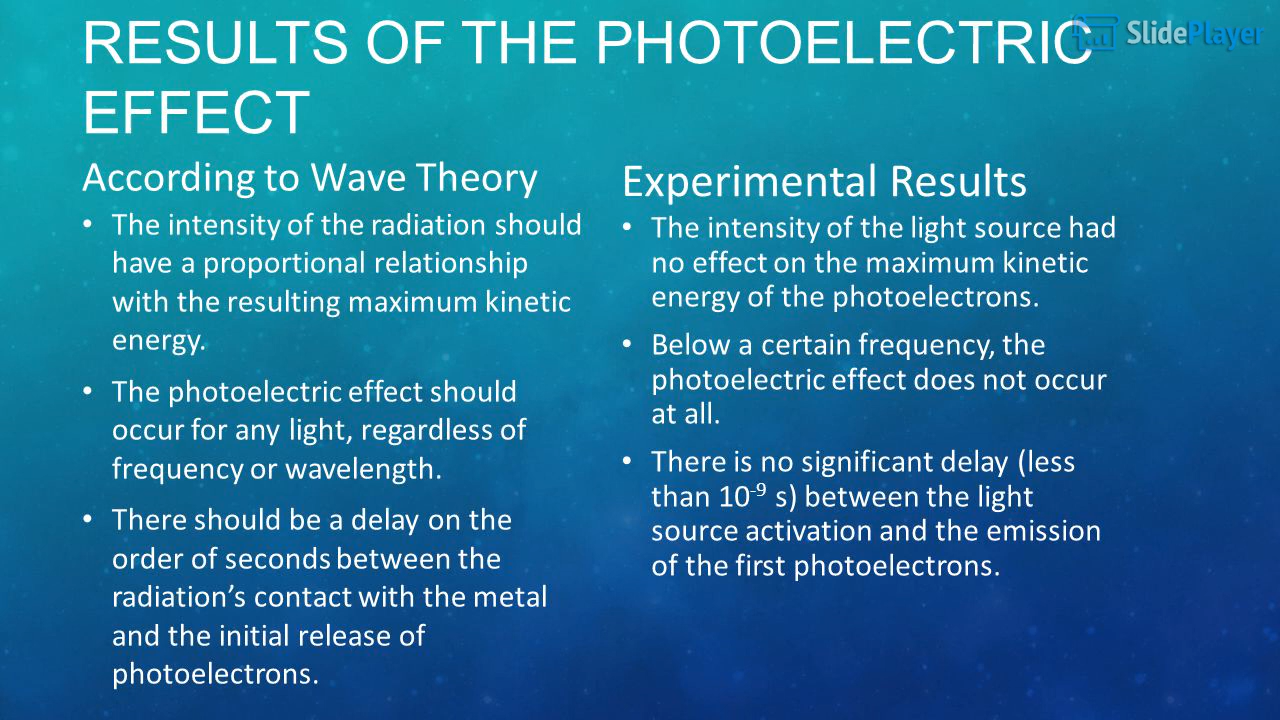 RESULTS OF THE PHOTOELECTRIC
EFFECT
SlidePlayer
According to Wave Theory
• The intensity of the radiation should
have a proportional relationship
with the resulting maximum kinetic
energy.
• The photoelectric effect should
occur for any light, regardless of
frequency or wavelength.
• There should be a delay on the
order of seconds between the
radiation’s contact with the metal
and the initial release of
photoelectrons.
Experimental Results
• The intensity of the light source had
no effect on the maximum kinetic
energy of the photoelectrons.
• Below a certain frequency, the
photoelectric effect does not occur
at all.
• There is no significant delay (less
than 10⁻⁹ s) between the light
source activation and the emission
of the first photoelectrons.